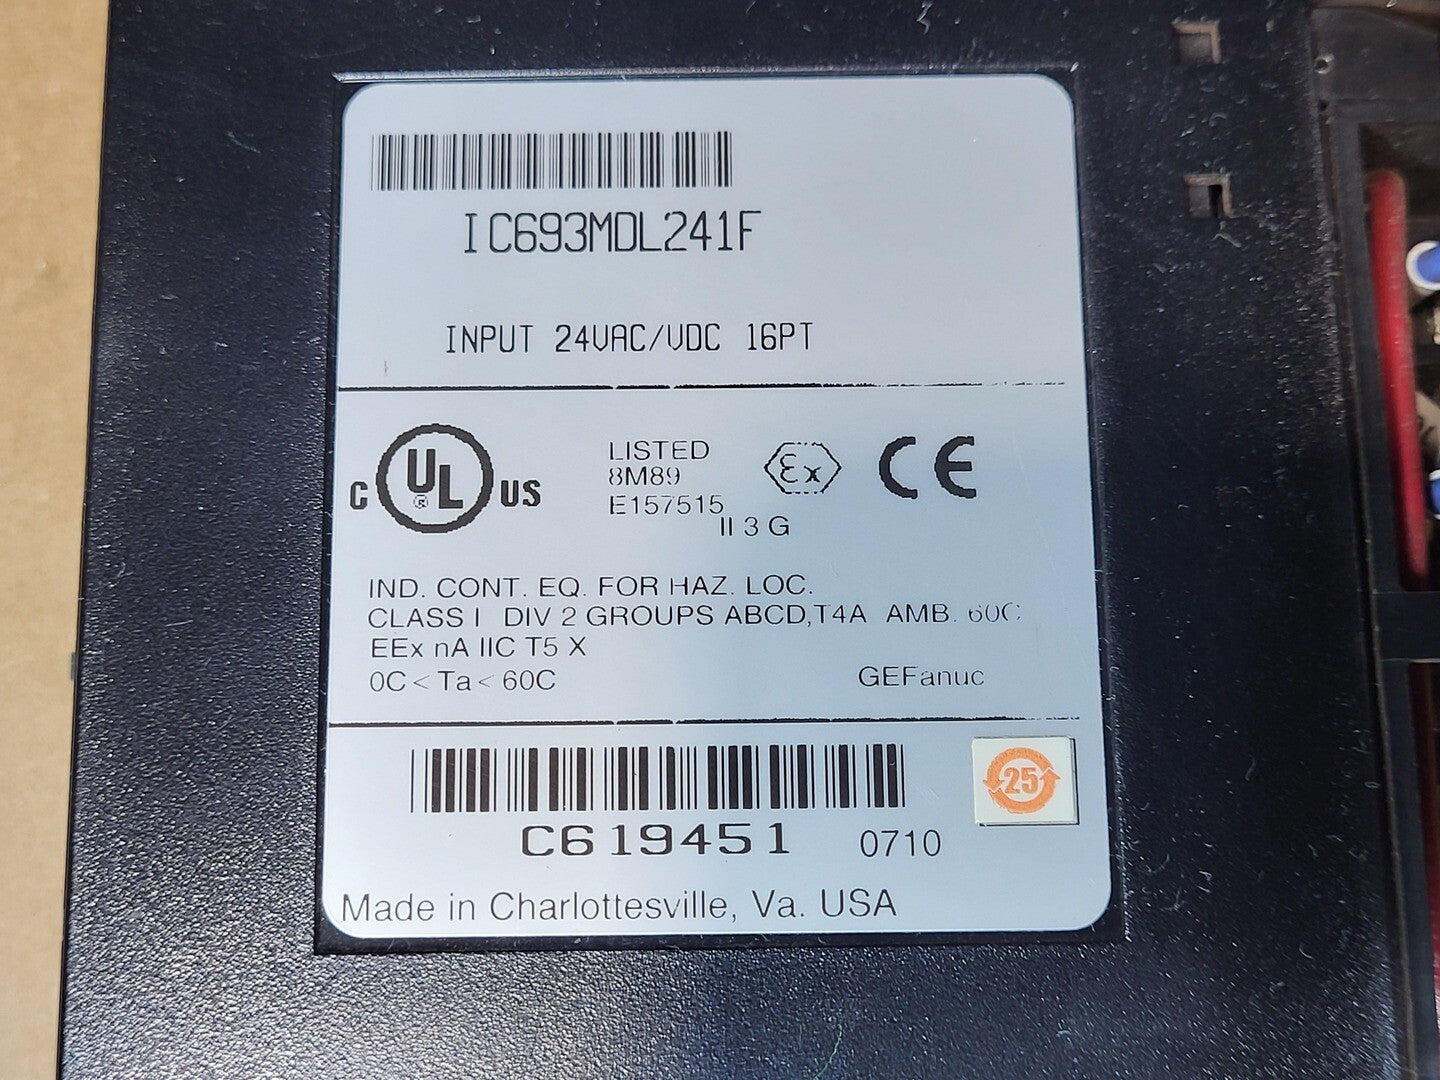 IC693MDL241F
INPUT 24VAC/VDC 16PT
C UL ® US
LISTED
8M89
E157515
II 3 G
Ex
CE
IND. CONT. EQ. FOR HAZ. LOC.
CLASS I DIV 2 GROUPS ABCD,T4A AMB. 60C
EEx nA IIC T5 X
0C < Ta < 60C
GEFanuc
C619451 0710
25
Made in Charlottesville, Va. USA